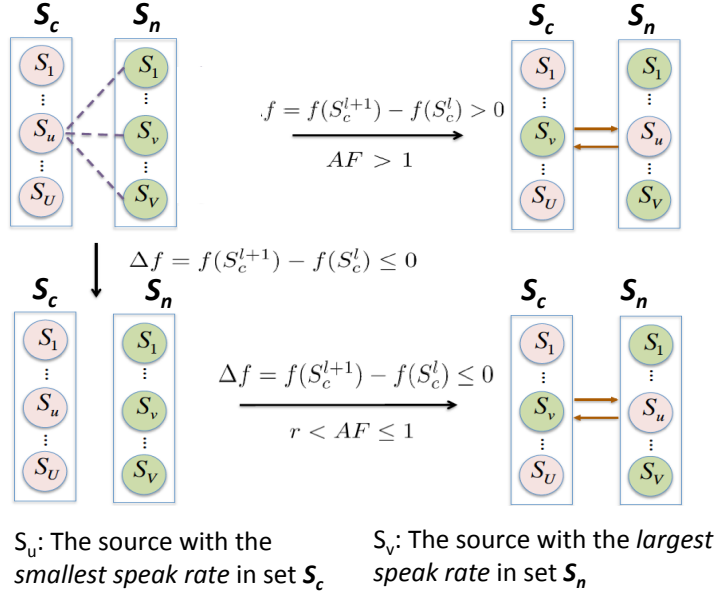 S_c S_n
S_1 S_1
⋮ ⋮
S_u S_v
⋮ ⋮
S_U S_V
.f = f(S_c^{l+1}) − f(S_c^l) > 0
AF > 1
S_c S_n
S_1 S_1
⋮ ⋮
S_v S_u
⋮ ⋮
S_U S_V
Δf = f(S_c^{l+1}) − f(S_c^l) ≤ 0
S_c S_n
S_1 S_1
⋮ ⋮
S_u S_v
⋮ ⋮
S_U S_V
Δf = f(S_c^{l+1}) − f(S_c^l) ≤ 0
r < AF ≤ 1
S_c S_n
S_1 S_1
⋮ ⋮
S_v S_u
⋮ ⋮
S_U S_V
S_u: The source with the
smallest speak rate in set S_c
S_v: The source with the largest
speak rate in set S_n